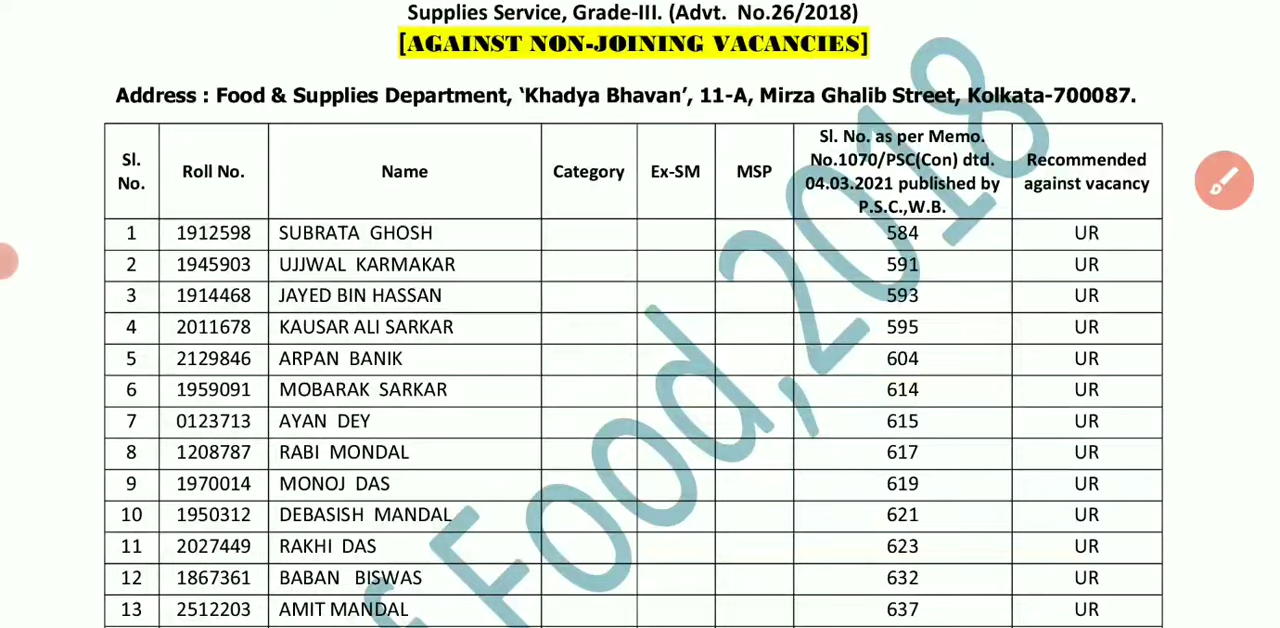 Supplies Service, Grade-III. (Advt. No.26/2018)
[AGAINST NON-JOINING VACANCIES]
Address : Food & Supplies Department, ‘Khadya Bhavan’, 11-A, Mirza Ghalib Street, Kolkata-700087.
Sl. No. Roll No. Name Category Ex-SM MSP Sl. No. as per Memo. No.1070/PSC(Con) dtd. 04.03.2021 published by P.S.C.,W.B. Recommended against vacancy
1 1912598 SUBRATA GHOSH 584 UR
2 1945903 UJJWAL KARMAKAR 591 UR
3 1914468 JAYED BIN HASSAN 593 UR
4 2011678 KAUSAR ALI SARKAR 595 UR
5 2129846 ARPAN BANIK 604 UR
6 1959091 MOBARAK SARKAR 614 UR
7 0123713 AYAN DEY 615 UR
8 1208787 RABI MONDAL 617 UR
9 1970014 MONOJ DAS 619 UR
10 1950312 DEBASISH MANDAL 621 UR
11 2027449 RAKHI DAS 623 UR
12 1867361 BABAN BISWAS 632 UR
13 2512203 AMIT MANDAL 637 UR
Food,2018